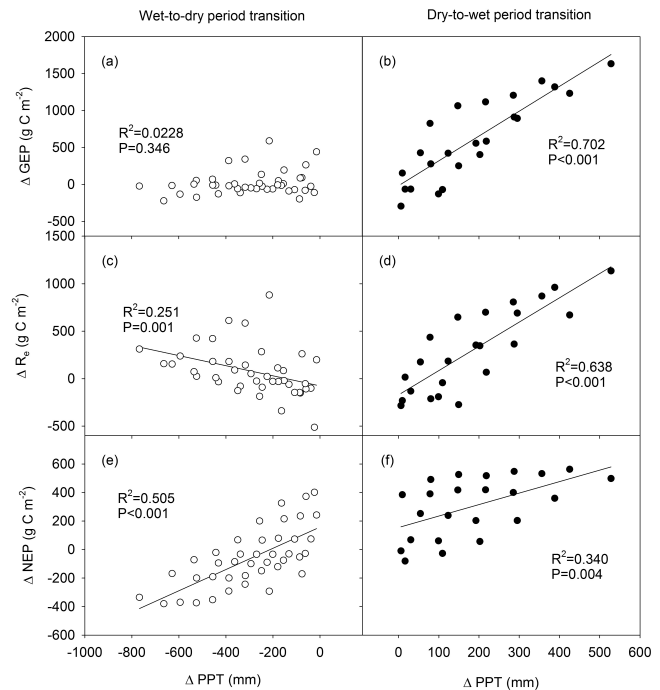 Wet-to-dry period transition
Dry-to-wet period transition
2000
1500
1000
500
0
-500
Δ GEP (g C m⁻²)
(a)
R²=0.0228
P=0.346
(b)
R²=0.702
P<0.001
1500
1000
500
0
-500
Δ Rₑ (g C m⁻²)
(c)
R²=0.251
P=0.001
(d)
R²=0.638
P<0.001
600
400
200
0
-200
-400
-600
Δ NEP (g C m⁻²)
(e)
R²=0.505
P<0.001
(f)
R²=0.340
P=0.004
-1000 -800 -600 -400 -200 0
0 100 200 300 400 500 600
Δ PPT (mm)
Δ PPT (mm)